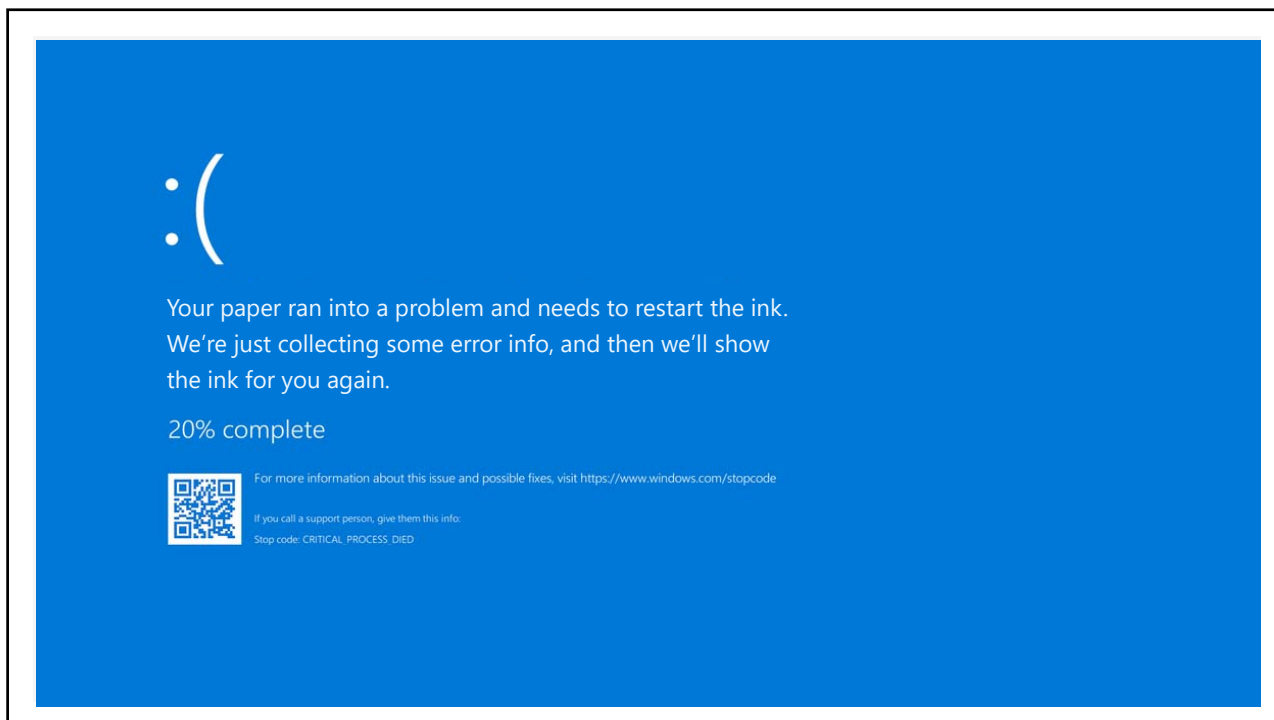 :(
Your paper ran into a problem and needs to restart the ink.
We’re just collecting some error info, and then we’ll show
the ink for you again.
20% complete
For more information about this issue and possible fixes, visit https://www.windows.com/stopcode
If you call a support person, give them this info:
Stop code: CRITICAL_PROCESS_DIED